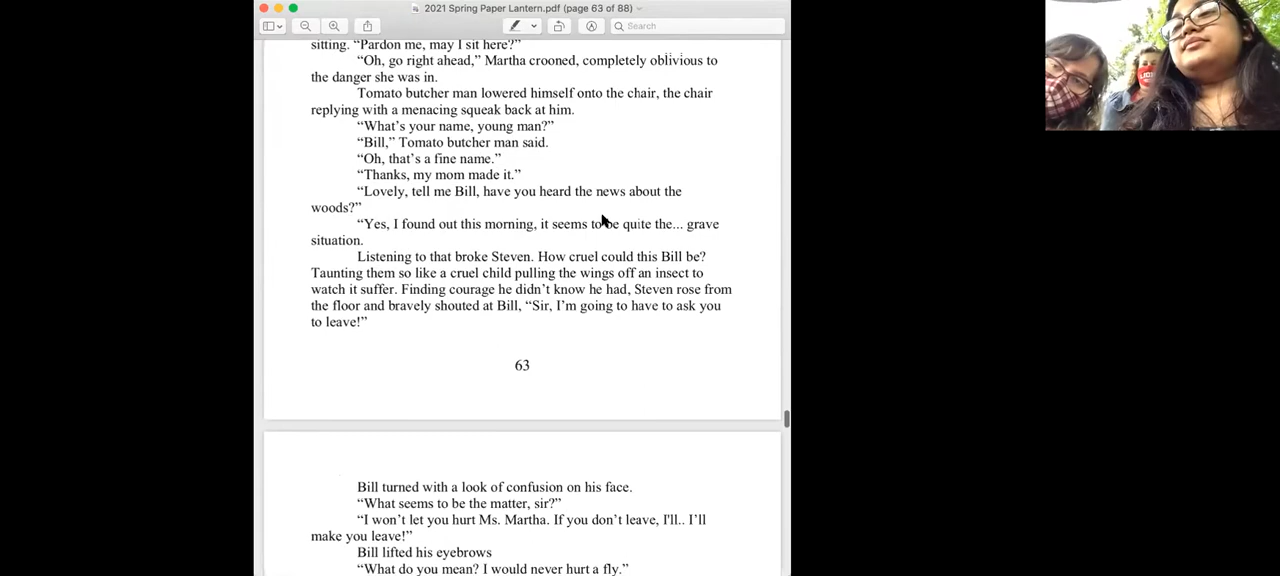 2021 Spring Paper Lantern.pdf (page 63 of 88)
Search
sitting. “Pardon me, may I sit here?”
“Oh, go right ahead,” Martha crooned, completely oblivious to
the danger she was in.
Tomato butcher man lowered himself onto the chair, the chair
replying with a menacing squeak back at him.
“What’s your name, young man?”
“Bill,” Tomato butcher man said.
“Oh, that’s a fine name.”
“Thanks, my mom made it.”
“Lovely, tell me Bill, have you heard the news about the
woods?”
“Yes, I found out this morning, it seems to be quite the... grave
situation.
Listening to that broke Steven. How cruel could this Bill be?
Taunting them so like a cruel child pulling the wings off an insect to
watch it suffer. Finding courage he didn’t know he had, Steven rose from
the floor and bravely shouted at Bill, “Sir, I’m going to have to ask you
to leave!”
63
Bill turned with a look of confusion on his face.
“What seems to be the matter, sir?”
“I won’t let you hurt Ms. Martha. If you don’t leave, I'll.. I’ll
make you leave!”
Bill lifted his eyebrows
“What do you mean? I would never hurt a fly.”